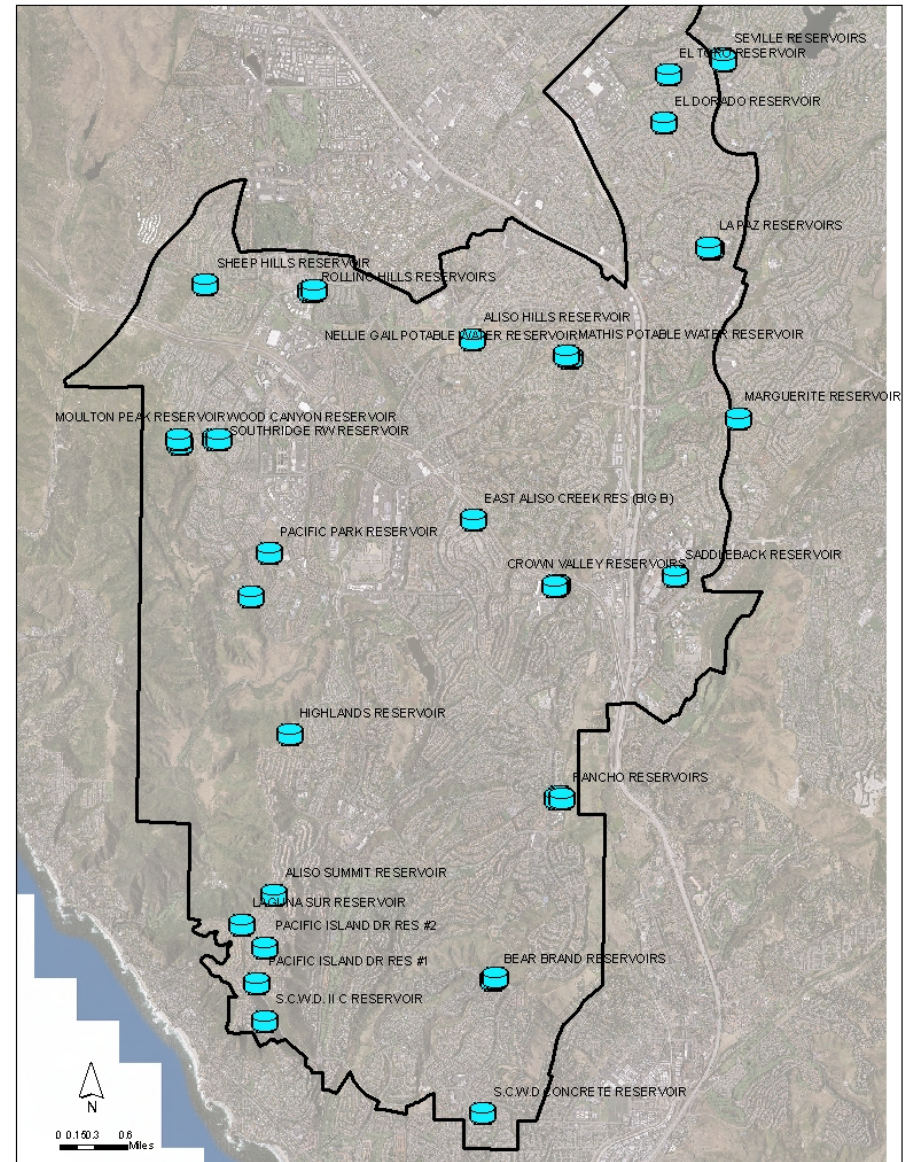 SEVILLE RESERVOIRS
EL TORO RESERVOIR
EL DORADO RESERVOIR
LA PAZ RESERVOIRS
SHEEP HILLS RESERVOIR
ROLLING HILLS RESERVOIRS
ALISO HILLS RESERVOIR
NELLIE GAIL POTABLE WATER RESERVOIR
MATHIS POTABLE WATER RESERVOIR
MARGUERITE RESERVOIR
MOULTON PEAK RESERVOIR
WOOD CANYON RESERVOIR
SOUTHRIDGE RW RESERVOIR
EAST ALISO CREEK RES (BIG B)
PACIFIC PARK RESERVOIR
CROWN VALLEY RESERVOIRS
SADDLEBACK RESERVOIR
HIGHLANDS RESERVOIR
RANCHO RESERVOIRS
ALISO SUMMIT RESERVOIR
LAGUNA SUR RESERVOIR
PACIFIC ISLAND DR RES #2
PACIFIC ISLAND DR RES #1
BEAR BRAND RESERVOIRS
S.C.W.D. II C RESERVOIR
S.C.W.D CONCRETE RESERVOIR
N
0 0.15 0.3 0.6
Miles